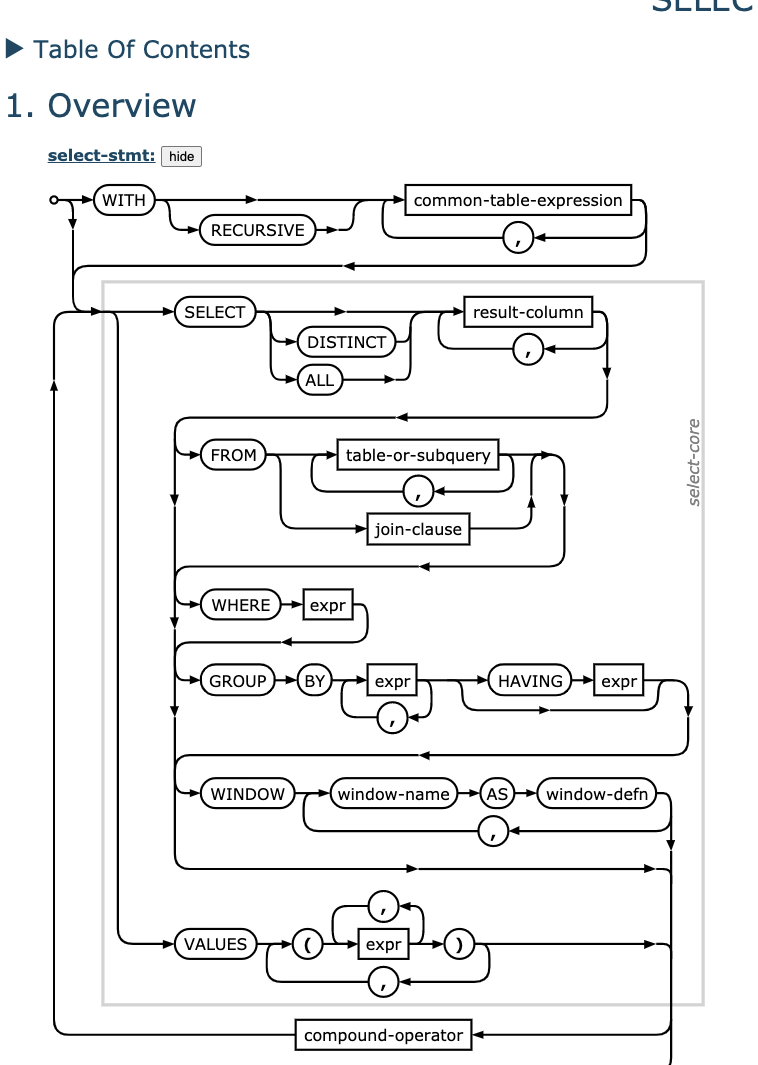 SELEC
▶ Table Of Contents
1. Overview
select-stmt: hide
WITH common-table-expression
RECURSIVE ,
SELECT result-column
DISTINCT ,
ALL
FROM table-or-subquery
,
join-clause
select-core
WHERE expr
GROUP BY expr HAVING expr
,
WINDOW window-name AS window-defn
,
,
VALUES ( expr )
,
compound-operator